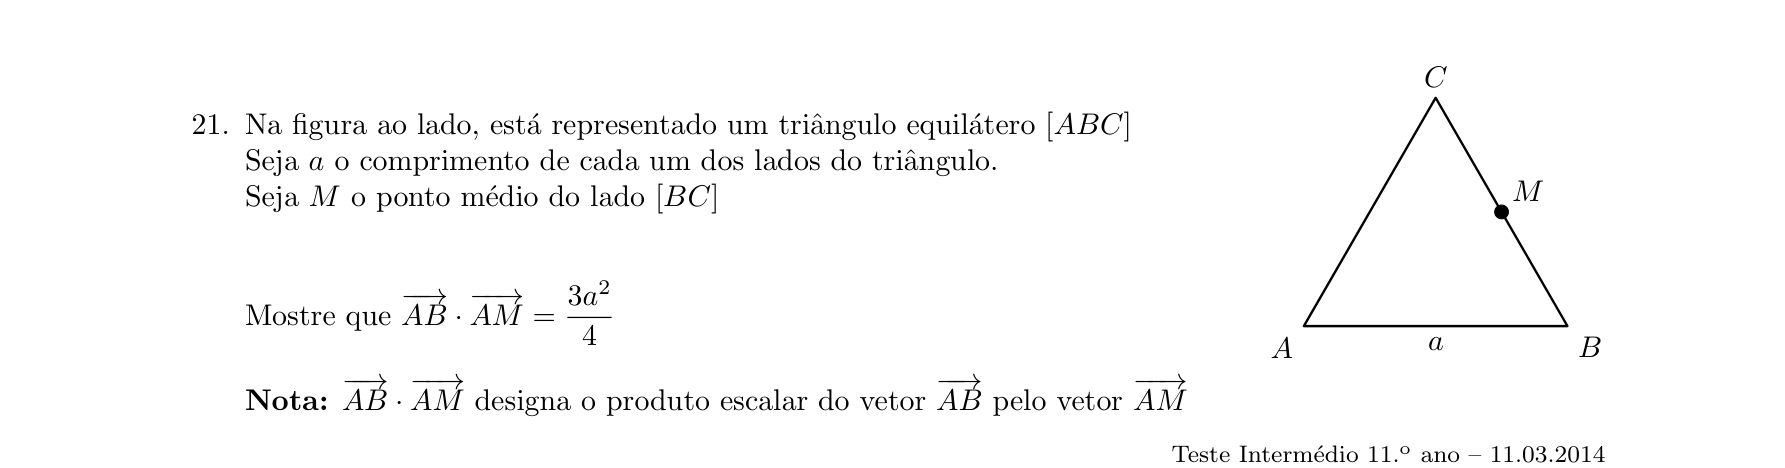 C
21. Na figura ao lado, está representado um triângulo equilátero [ABC]
Seja a o comprimento de cada um dos lados do triângulo.
M
Seja M o ponto médio do lado [BC]
Mostre que $\overrightarrow{AB} \cdot \overrightarrow{AM} = \dfrac{3a^2}{4}$
A a B
Nota: $\overrightarrow{AB} \cdot \overrightarrow{AM}$ designa o produto escalar do vetor $\overrightarrow{AB}$ pelo vetor $\overrightarrow{AM}$
Teste Intermédio 11.º ano – 11.03.2014